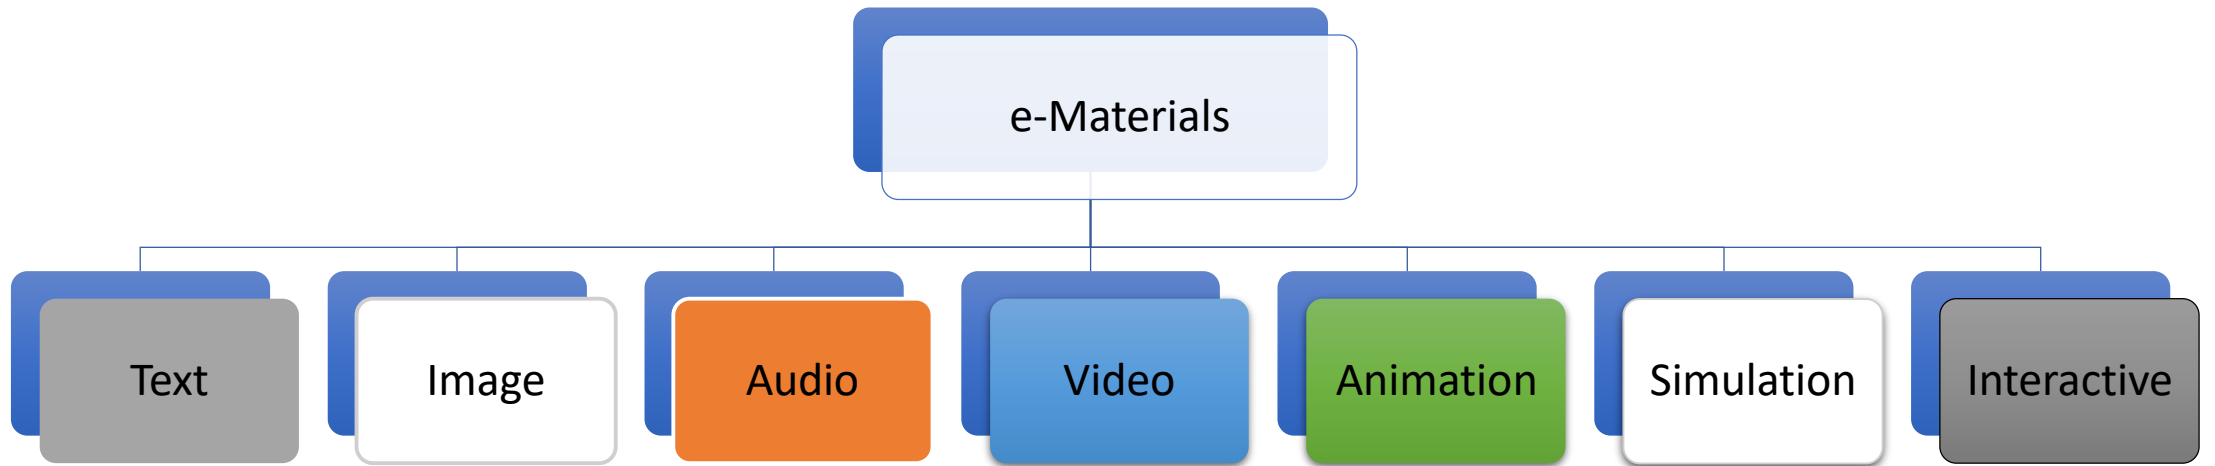 e-Materials
Text
Image
Audio
Video
Animation
Simulation
Interactive